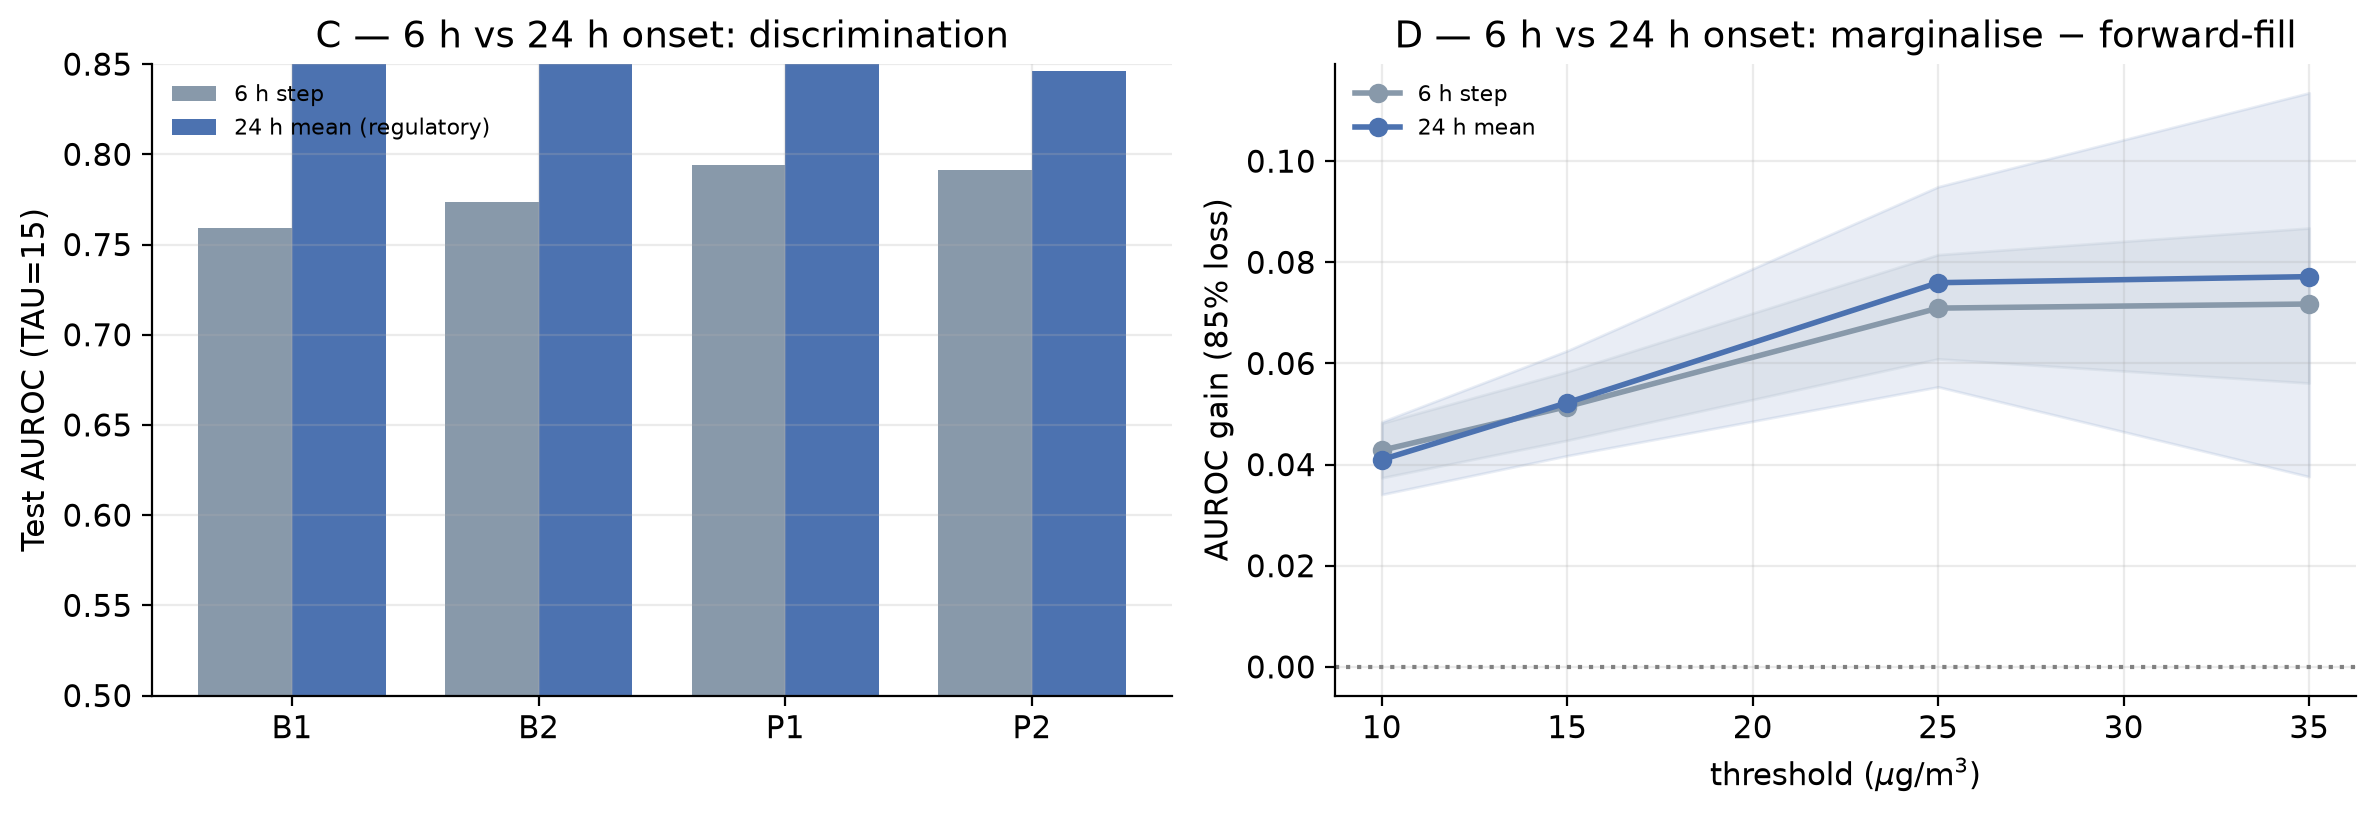 C — 6 h vs 24 h onset: discrimination
0.85
0.80
0.75
0.70
0.65
0.60
0.55
0.50
Test AUROC (TAU=15)
6 h step
24 h mean (regulatory)
B1
B2
P1
P2
D — 6 h vs 24 h onset: marginalise − forward-fill
6 h step
24 h mean
0.10
0.08
0.06
0.04
0.02
0.00
AUROC gain (85% loss)
10
15
20
25
30
35
threshold (μg/m³)